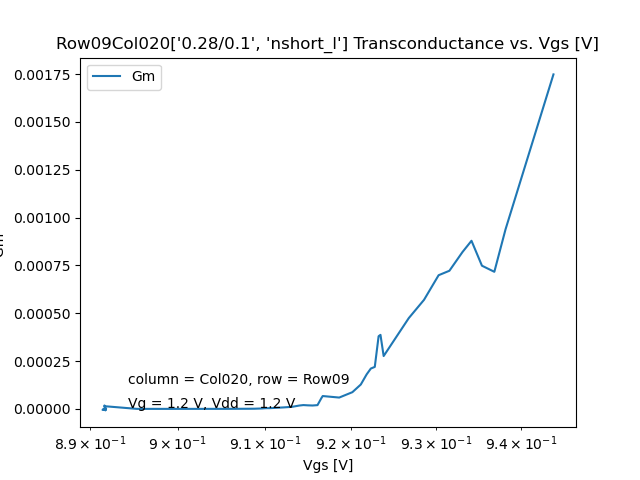 Row09Col020['0.28/0.1', 'nshort_l'] Transconductance vs. Vgs [V]
Gm
0.00175
0.00150
0.00125
0.00100
0.00075
0.00050
0.00025
0.00000
Gm
column = Col020, row = Row09
Vg = 1.2 V, Vdd = 1.2 V
8.9 × 10⁻¹ 9 × 10⁻¹ 9.1 × 10⁻¹ 9.2 × 10⁻¹ 9.3 × 10⁻¹ 9.4 × 10⁻¹
Vgs [V]